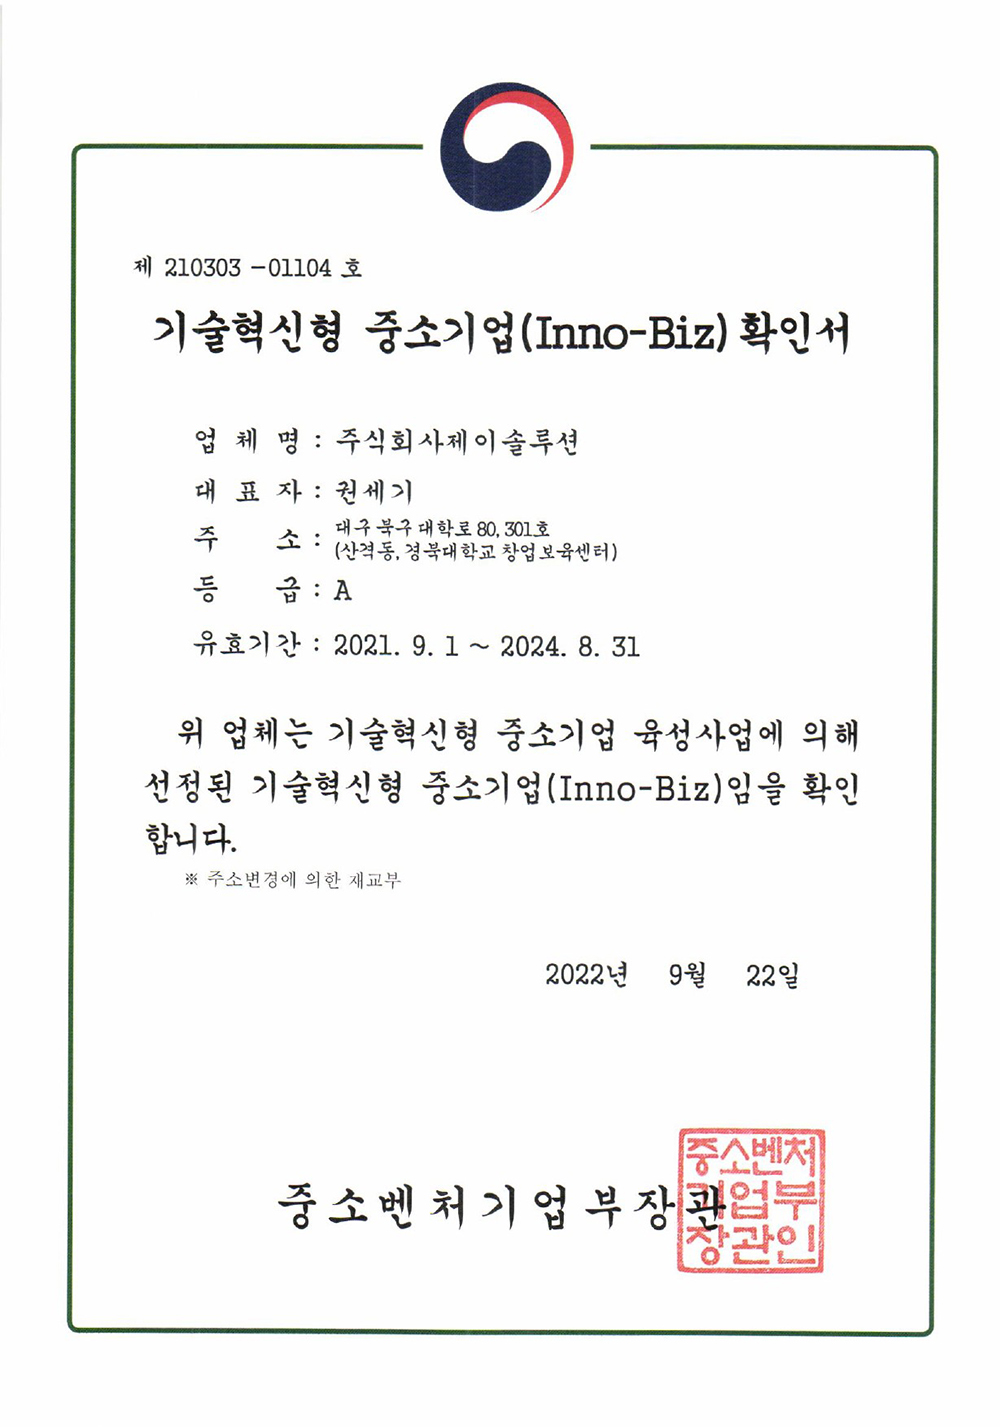 제 210303 -01104 호
기술혁신형 중소기업(Inno-Biz) 확인서
업 체 명 : 주식회사제이솔루션
대 표 자 : 권세기
주 소 : 대구 북구 대학로 80, 301호
(산격동, 경북대학교 창업보육센터)
등 급 : A
유효기간 : 2021. 9. 1 ~ 2024. 8. 31
위 업체는 기술혁신형 중소기업 육성사업에 의해
선정된 기술혁신형 중소기업(Inno-Biz)임을 확인
합니다.
※ 주소변경에 의한 재교부
2022년 9월 22일
중소벤처기업부장관
중소벤처
기업부
장관인